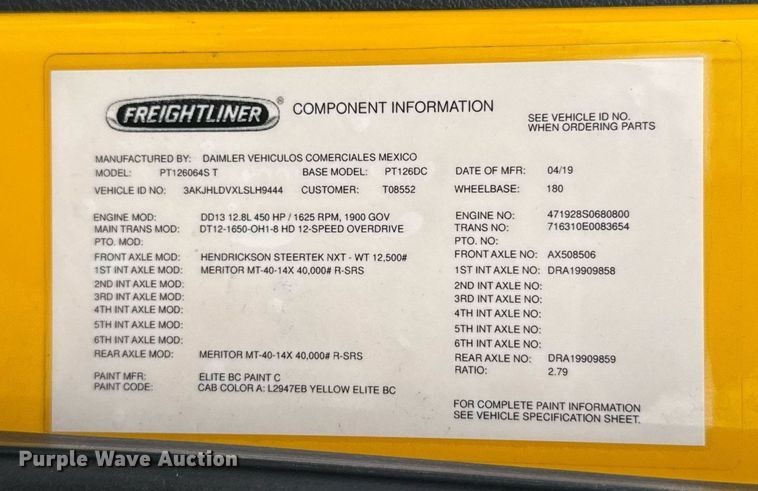 FREIGHTLINER® COMPONENT INFORMATION
SEE VEHICLE ID NO.
WHEN ORDERING PARTS
MANUFACTURED BY: DAIMLER VEHICULOS COMERCIALES MEXICO
MODEL: PT126064S T BASE MODEL: PT126DC DATE OF MFR: 04/19
VEHICLE ID NO: 3AKJHLDVXLSLH9444 CUSTOMER: T08552 WHEELBASE: 180
ENGINE MOD: DD13 12.8L 450 HP / 1625 RPM, 1900 GOV ENGINE NO: 471928S0680800
MAIN TRANS MOD: DT12-1650-OH1-8 HD 12-SPEED OVERDRIVE TRANS NO: 716310E0083654
PTO. MOD: PTO. NO:
FRONT AXLE MOD: HENDRICKSON STEERTEK NXT - WT 12,500# FRONT AXLE NO: AX508506
1ST INT AXLE MOD: MERITOR MT-40-14X 40,000# R-SRS 1ST INT AXLE NO: DRA19909858
2ND INT AXLE MOD: 2ND INT AXLE NO:
3RD INT AXLE MOD: 3RD INT AXLE NO:
4TH INT AXLE MOD: 4TH INT AXLE NO:
5TH INT AXLE MOD: 5TH INT AXLE NO:
6TH INT AXLE MOD: 6TH INT AXLE NO:
REAR AXLE MOD: MERITOR MT-40-14X 40,000# R-SRS REAR AXLE NO: DRA19909859
RATIO: 2.79
PAINT MFR: ELITE BC PAINT C
PAINT CODE: CAB COLOR A: L2947EB YELLOW ELITE BC
FOR COMPLETE PAINT INFORMATION
SEE VEHICLE SPECIFICATION SHEET.
Purple Wave Auction